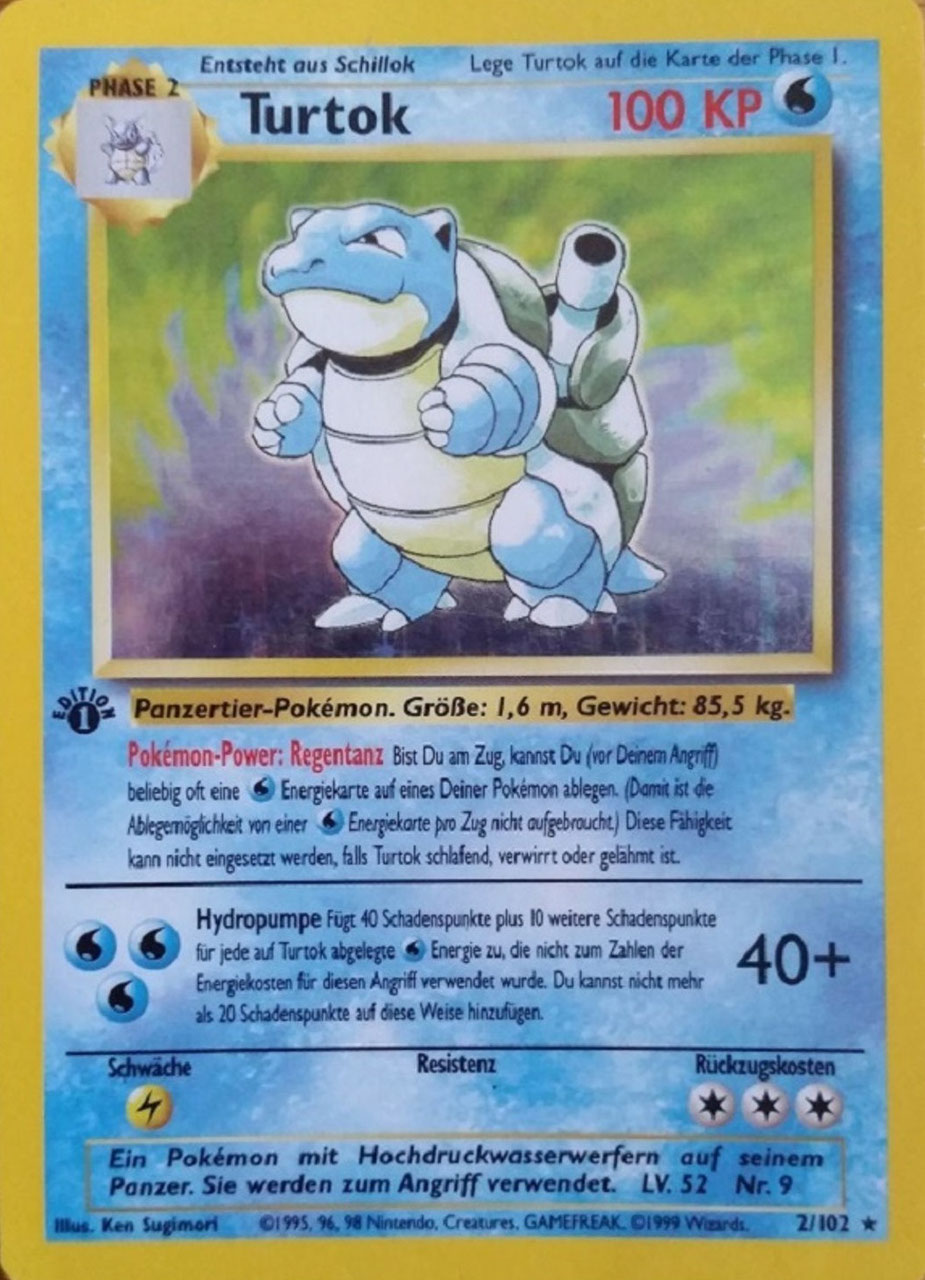 Entsteht aus Schillok Lege Turtok auf die Karte der Phase 1.
PHASE 2
Turtok 100 KP
EDITION
1
Panzertier-Pokémon. Größe: 1,6 m, Gewicht: 85,5 kg.
Pokémon-Power: Regentanz Bist Du am Zug, kannst Du (vor Deinem Angriff)
beliebig oft eine Energiekarte auf eines Deiner Pokémon ablegen. (Damit ist die
Ablegemöglichkeit von einer Energiekarte pro Zug nicht aufgebraucht.) Diese Fähigkeit
kann nicht eingesetzt werden, falls Turtok schlafend, verwirrt oder gelähmt ist.
Hydropumpe Fügt 40 Schadenspunkte plus 10 weitere Schadenspunkte
für jede auf Turtok abgelegte Energie zu, die nicht zum Zahlen der
Energiekosten für diesen Angriff verwendet wurde. Du kannst nicht mehr
als 20 Schadenspunkte auf diese Weise hinzufügen.
40+
Schwäche Resistenz Rückzugskosten
Ein Pokémon mit Hochdruckwasserwerfern auf seinem
Panzer. Sie werden zum Angriff verwendet. LV. 52 Nr. 9
Illus. Ken Sugimori ©1995, 96, 98 Nintendo, Creatures, GAMEFREAK. ©1999 Wizards. 2/102 ★